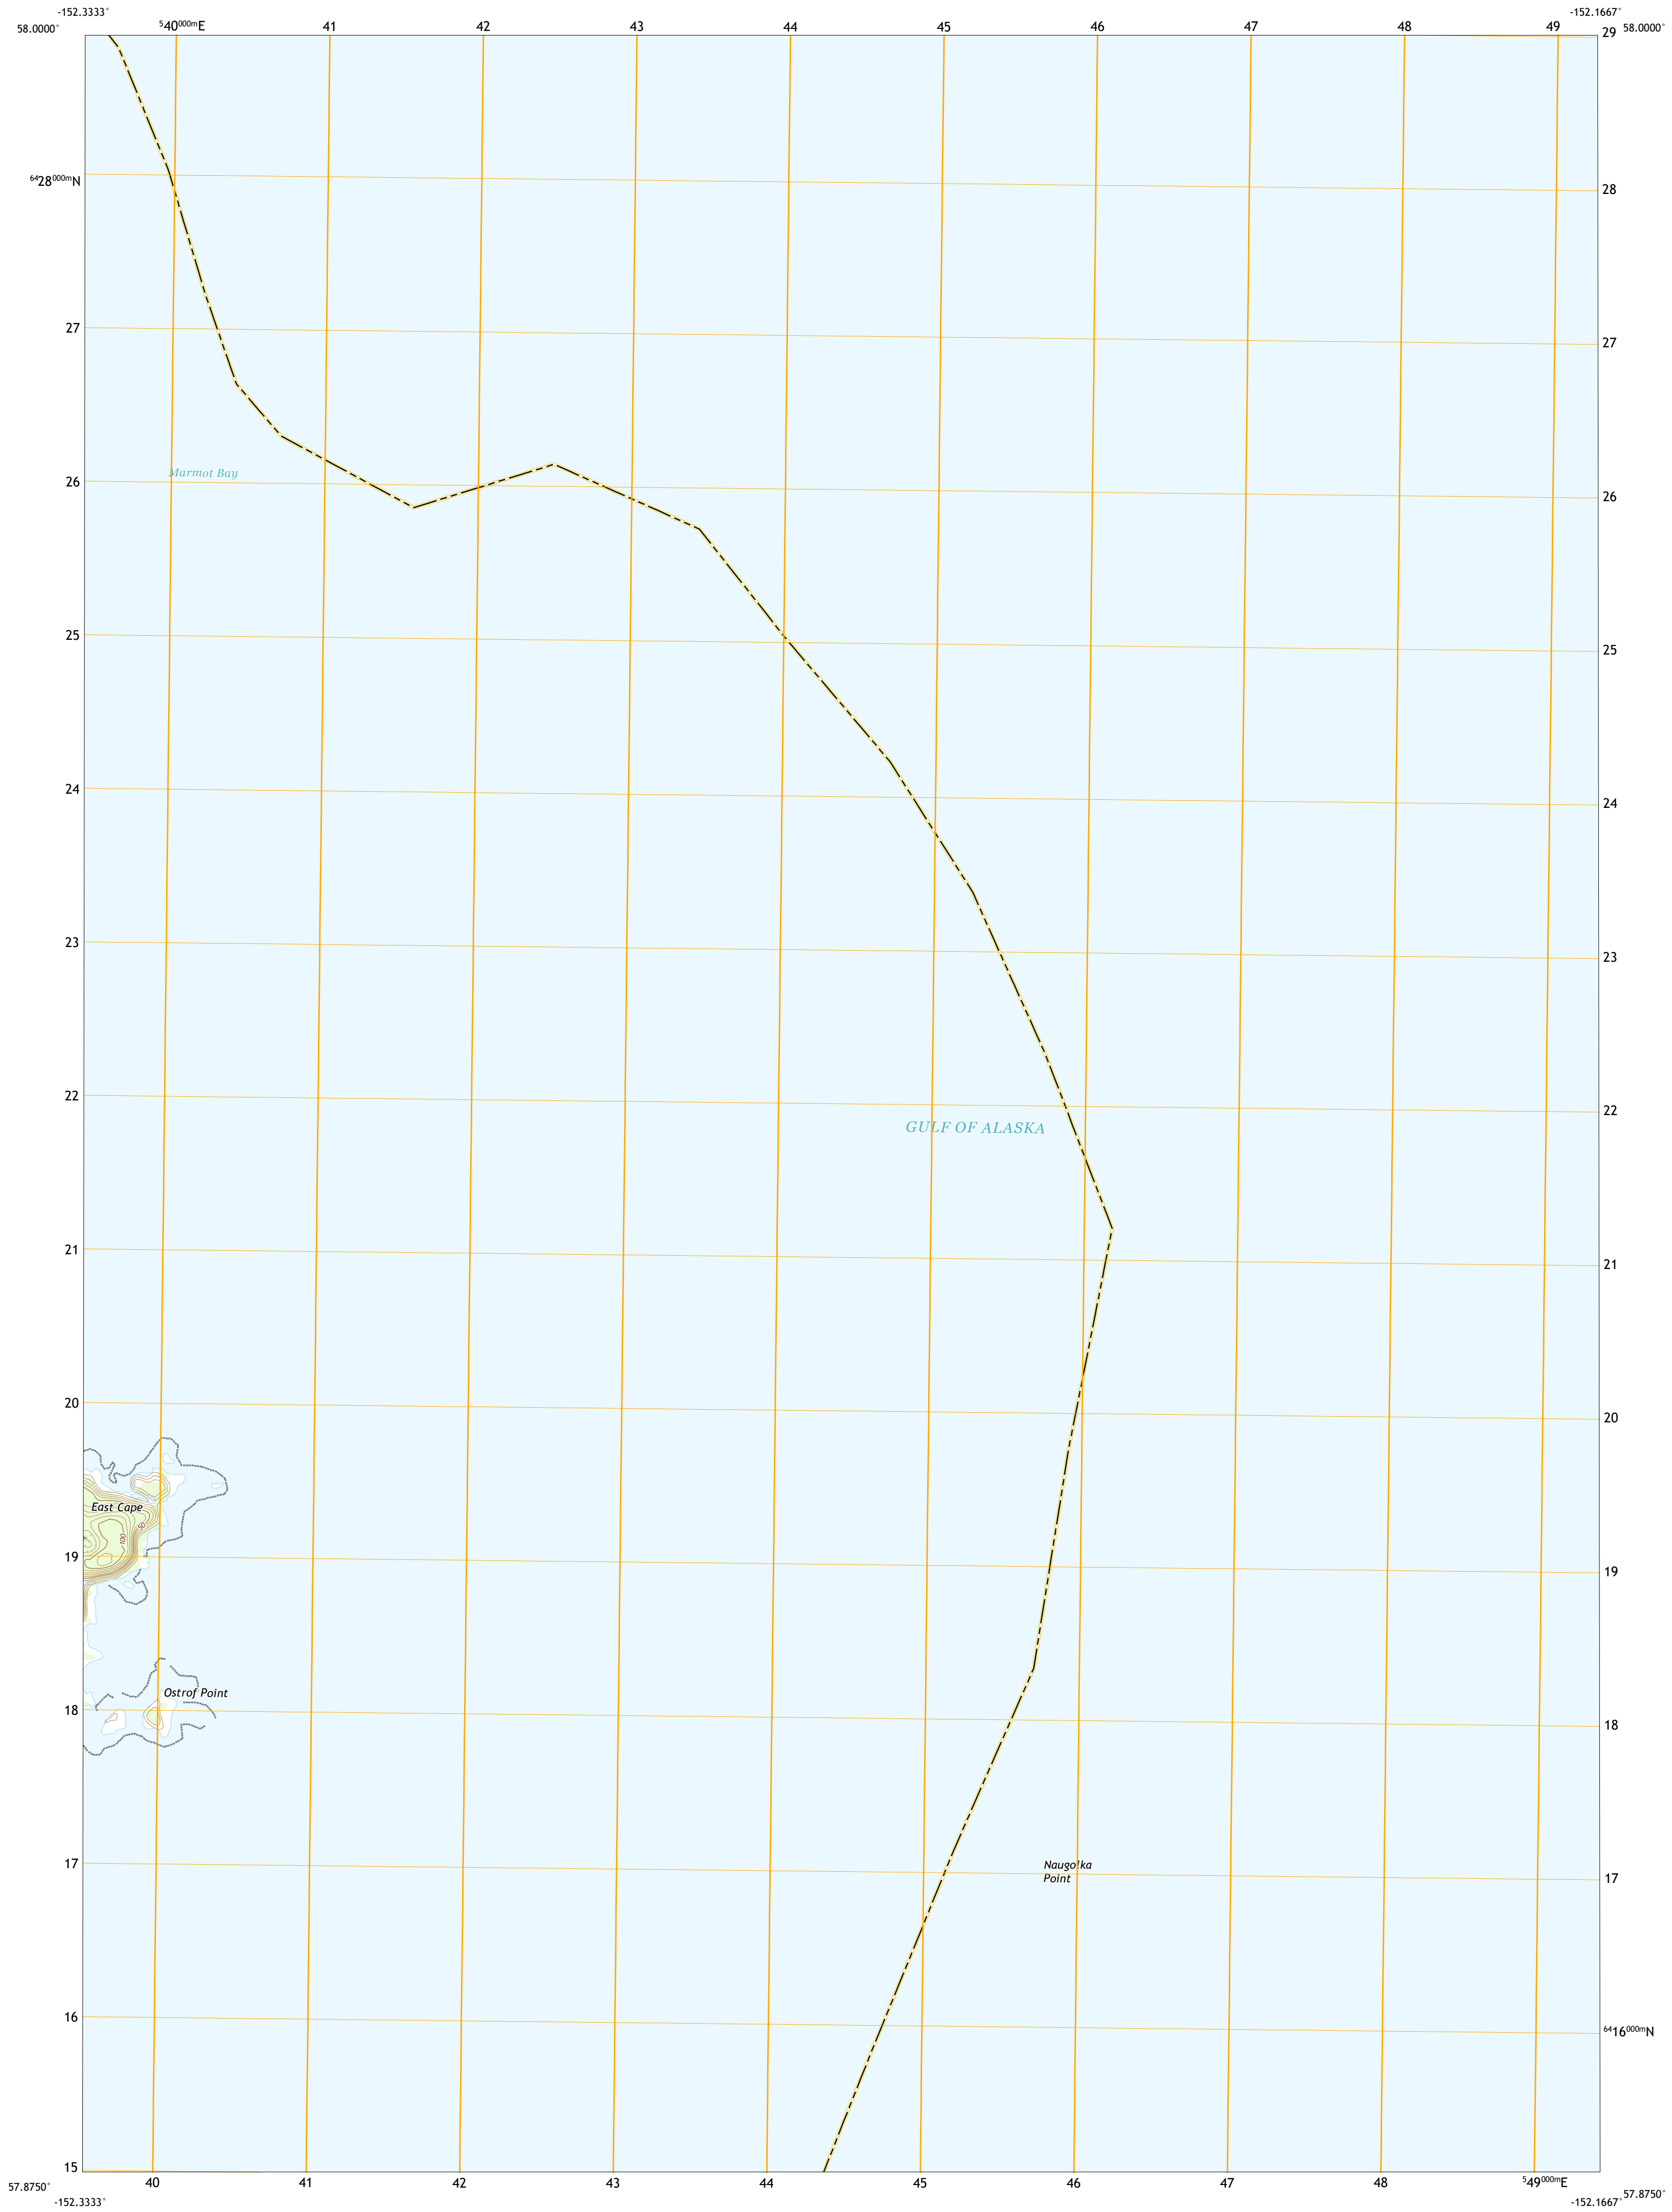 -152.3333° -152.1667°
58.0000° ⁵40⁰⁰⁰ᵐE 41 42 43 44 45 46 47 48 49 29 58.0000°
⁶⁴28⁰⁰⁰ᵐN 28
27 27
Marmot Bay
26 26
25 25
24 24
23 23
22 22
GULF OF ALASKA
21 21
20 20
East Cape
50
100
19 19
Ostrof Point
18 18
Naugolka
Point
17 17
16 ⁶⁴16⁰⁰⁰ᵐN
15
57.8750° 40 41 42 43 44 45 46 47 48 ⁵49⁰⁰⁰ᵐE 57.8750°
-152.3333° -152.1667°